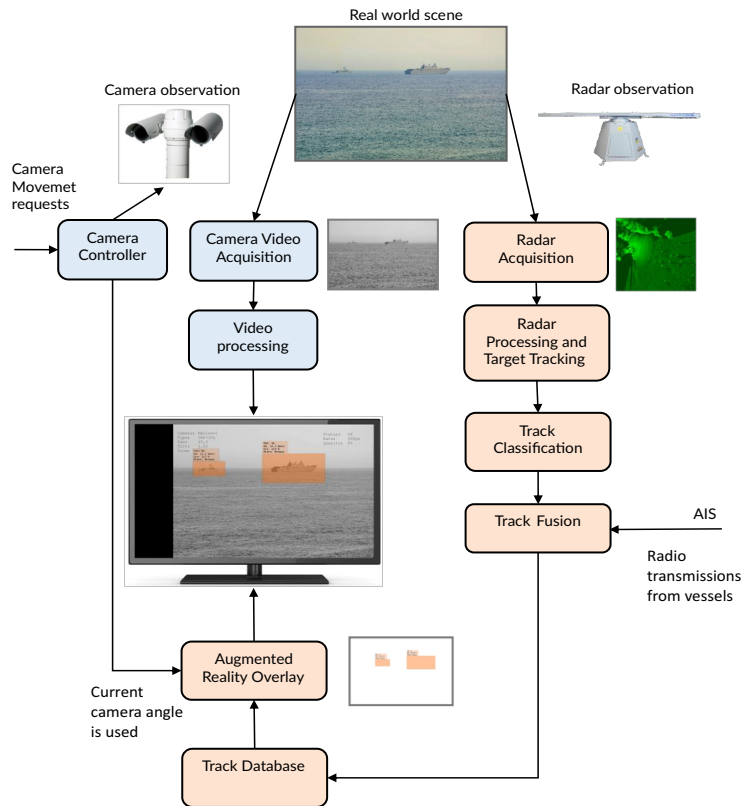 Real world scene
Camera observation
Radar observation
Camera
Movemet
requests
Camera
Controller
Camera Video
Acquisition
Radar
Acquisition
Video
processing
Radar
Processing and
Target Tracking
Track
Classification
Track Fusion
AIS
Radio
transmissions
from vessels
Augmented
Reality Overlay
Current
camera angle
is used
Track Database